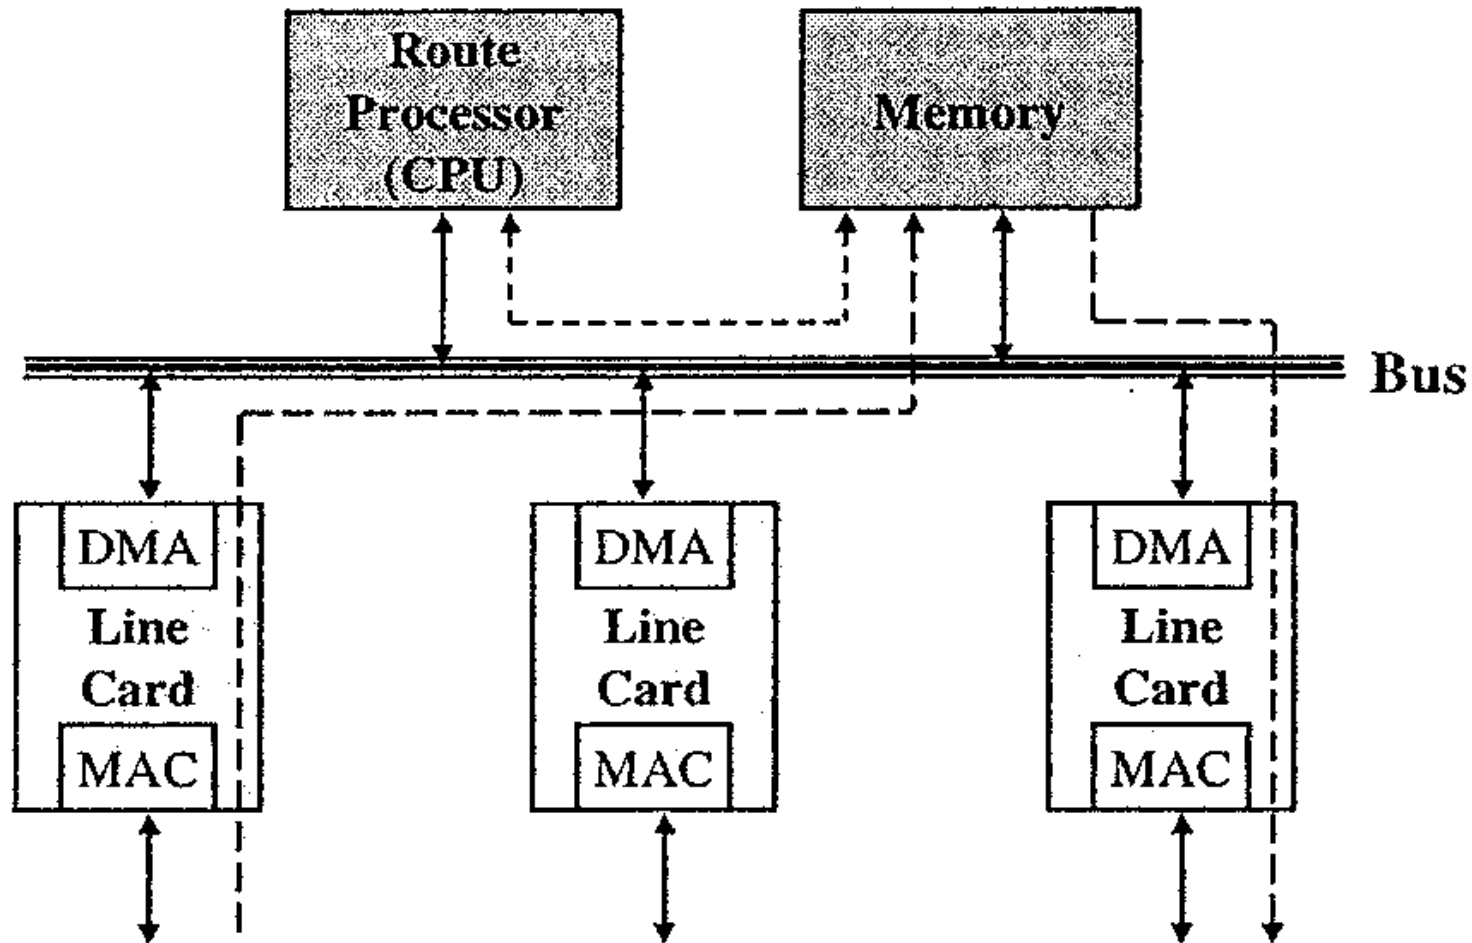 Route
Processor
(CPU)
Memory
Bus
DMA
Line
Card
MAC
DMA
Line
Card
MAC
DMA
Line
Card
MAC